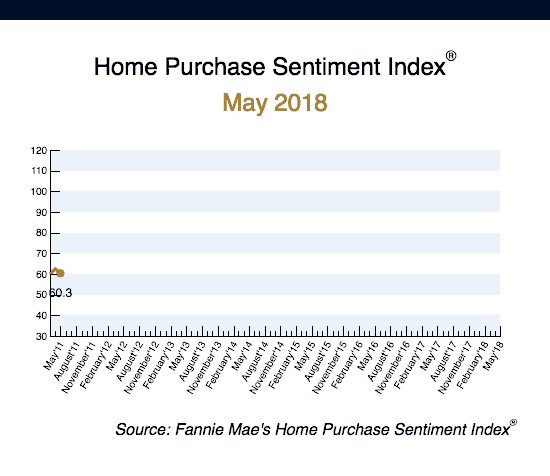 Home Purchase Sentiment Index®
May 2018
120
110
100
90
80
70
60
50
40
30
60.3
May'11
August'11
November'11
February'12
May'12
August'12
November'12
February'13
May'13
August'13
November'13
February'14
May'14
August'14
November'14
February'15
May'15
August'15
November'15
February'16
May'16
August'16
November'16
February'17
May'17
August'17
November'17
February'18
May'18
Source: Fannie Mae's Home Purchase Sentiment Index®